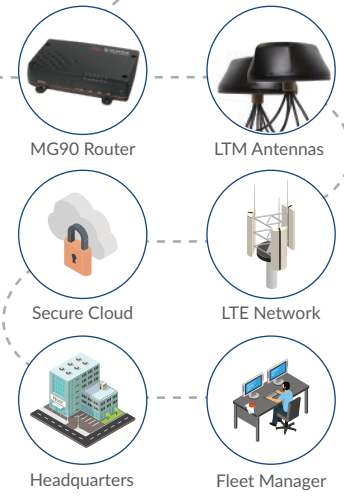 MG90 Router
LTM Antennas
Secure Cloud
LTE Network
Headquarters
Fleet Manager